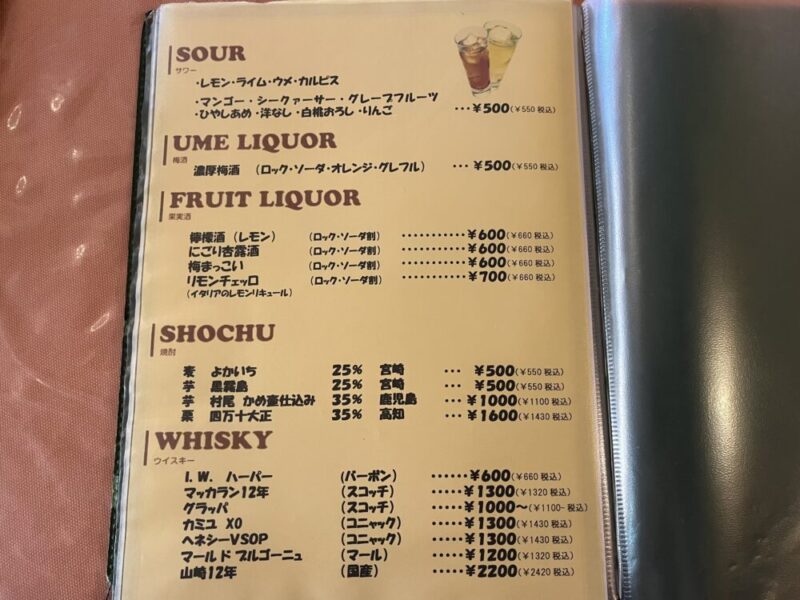 SOUR
サワー
・レモン・ライム・ウメ・カルピス
・マンゴー・シークァーサー・グレープフルーツ
・ひやしあめ・洋なし・白桃おろし・りんご ・・・¥500(¥550 税込)
UME LIQUOR
梅酒
濃厚梅酒 (ロック・ソーダ・オレンジ・グレフル) ・・・¥500(¥550 税込)
FRUIT LIQUOR
果実酒
檸檬酒 (レモン) (ロック・ソーダ割) ・・・・・・・・・・・¥600(¥660 税込)
にごり杏露酒 (ロック・ソーダ割) ・・・・・・・・・・・¥600(¥660 税込)
梅まっこい (ロック・ソーダ割) ・・・・・・・・・・・¥600(¥660 税込)
リモンチェッロ (ロック・ソーダ割) ・・・・・・・・・・・¥700(¥660 税込)
(イタリアのレモンリキュール)
SHOCHU
焼酎
麦 よかいち 25% 宮崎 ・・・ ¥500(¥550 税込)
芋 黒霧島 25% 宮崎 ・・・ ¥500(¥550 税込)
芋 村尾 かめ壷仕込み 35% 鹿児島 ・・・ ¥1000(¥1100 税込)
栗 四万十大正 35% 高知 ・・・ ¥1600(¥1430 税込)
WHISKY
ウイスキー
I.W. ハーパー (バーボン) ・・・・・・¥600(¥660 税込)
マッカラン12年 (スコッチ) ・・・・・¥1300(¥1320 税込)
グラッパ (スコッチ) ・・・・・¥1000〜(¥1100- 税込)
カミュ XO (コニャック) ・・・・・¥1300(¥1430 税込)
ヘネシーVSOP (コニャック) ・・・・・¥1300(¥1430 税込)
マールド ブルゴーニュ (マール) ・・・・・¥1200(¥1320 税込)
山崎12年 (国産) ・・・・・¥2200(¥2420 税込)